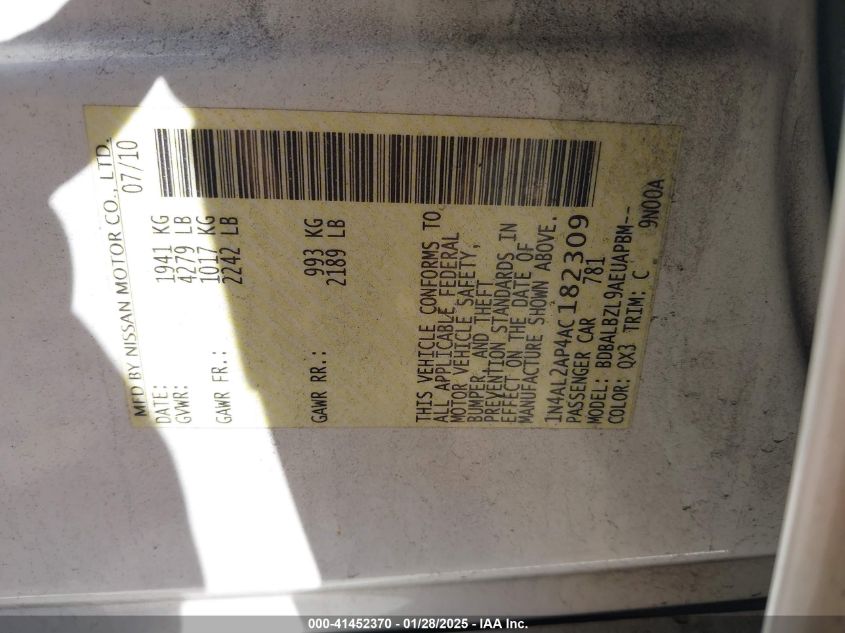 MFD BY NISSAN MOTOR CO., LTD.
DATE: 07/10
GVWR: 1941 KG
4279 LB
GAWR FR.: 1017 KG
2242 LB
GAWR RR.: 993 KG
2189 LB
THIS VEHICLE CONFORMS TO
ALL APPLICABLE FEDERAL
MOTOR VEHICLE SAFETY,
BUMPER, AND THEFT
PREVENTION STANDARDS IN
EFFECT ON THE DATE OF
MANUFACTURE SHOWN ABOVE.
1N4AL2AP4AC182309
PASSENGER CAR 781
MODEL: BDBALBZL9AEUAPBM--
COLOR: QX3 TRIM: C 9N00A
000-41452370 - 01/28/2025 - IAA Inc.